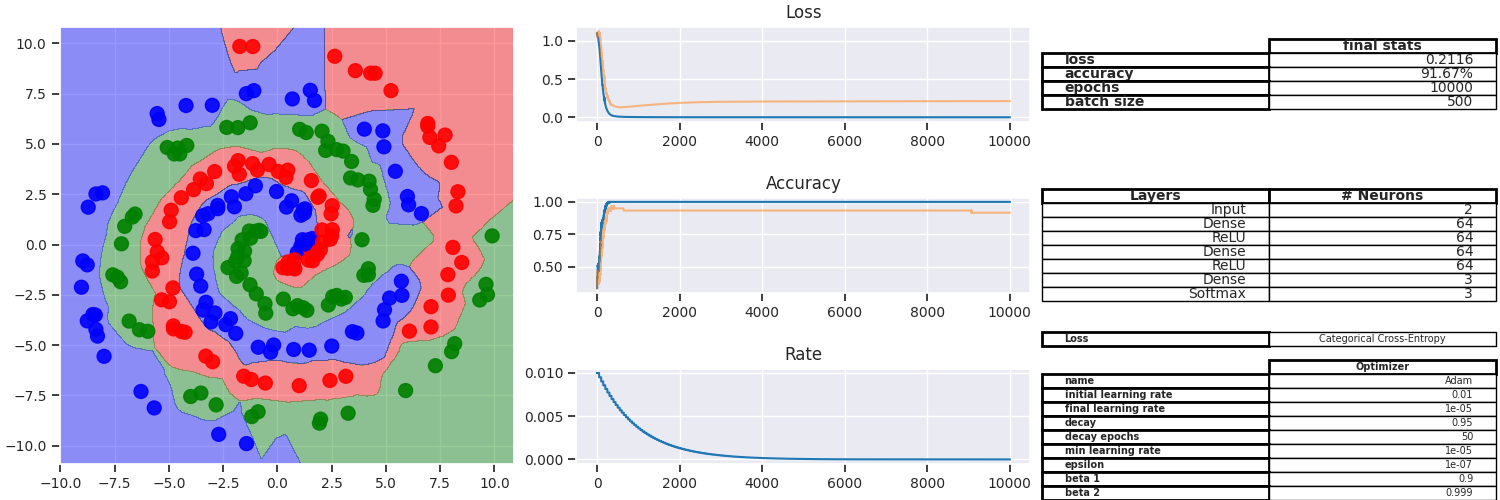 10.0
7.5
5.0
2.5
0.0
−2.5
−5.0
−7.5
−10.0
−10.0 −7.5 −5.0 −2.5 0.0 2.5 5.0 7.5 10.0
Loss
1.0
0.5
0.0
0 2000 4000 6000 8000 10000
Accuracy
1.00
0.75
0.50
0 2000 4000 6000 8000 10000
Rate
0.010
0.005
0.000
0 2000 4000 6000 8000 10000
final stats
loss 0.2116
accuracy 91.67%
epochs 10000
batch size 500
Layers # Neurons
Input 2
Dense 64
ReLU 64
Dense 64
ReLU 64
Dense 3
Softmax 3
Loss Categorical Cross-Entropy
Optimizer
name Adam
initial learning rate 0.01
final learning rate 1e-05
decay 0.95
decay epochs 50
min learning rate 1e-05
epsilon 1e-07
beta 1 0.9
beta 2 0.999